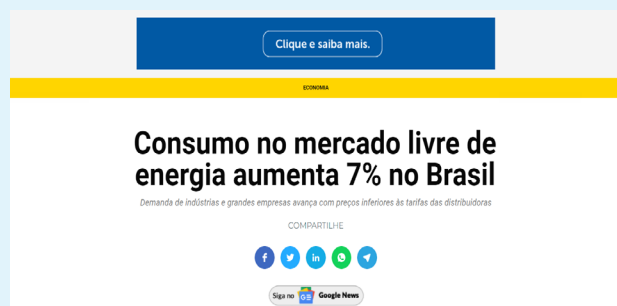 Clique e saiba mais.
ECONOMIA
Consumo no mercado livre de
energia aumenta 7% no Brasil
Demanda de indústrias e grandes empresas avança com preços inferiores às tarifas das distribuidoras
COMPARTILHE
Siga no Google News